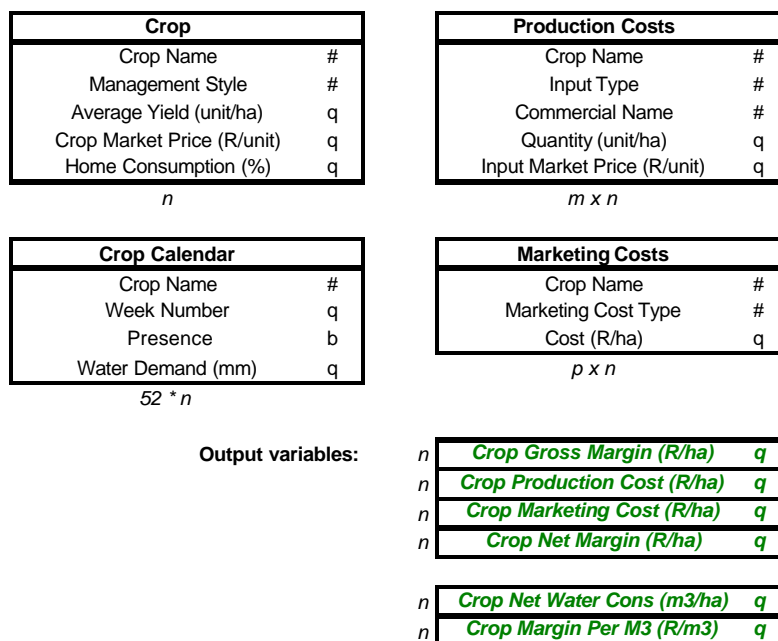 Crop
Crop Name #
Management Style #
Average Yield (unit/ha) q
Crop Market Price (R/unit) q
Home Consumption (%) q
n
Production Costs
Crop Name #
Input Type #
Commercial Name #
Quantity (unit/ha) q
Input Market Price (R/unit) q
m x n
Crop Calendar
Crop Name #
Week Number q
Presence b
Water Demand (mm) q
52 * n
Marketing Costs
Crop Name #
Marketing Cost Type #
Cost (R/ha) q
p x n
Output variables:
n Crop Gross Margin (R/ha) q
n Crop Production Cost (R/ha) q
n Crop Marketing Cost (R/ha) q
n Crop Net Margin (R/ha) q
n Crop Net Water Cons (m3/ha) q
n Crop Margin Per M3 (R/m3) q